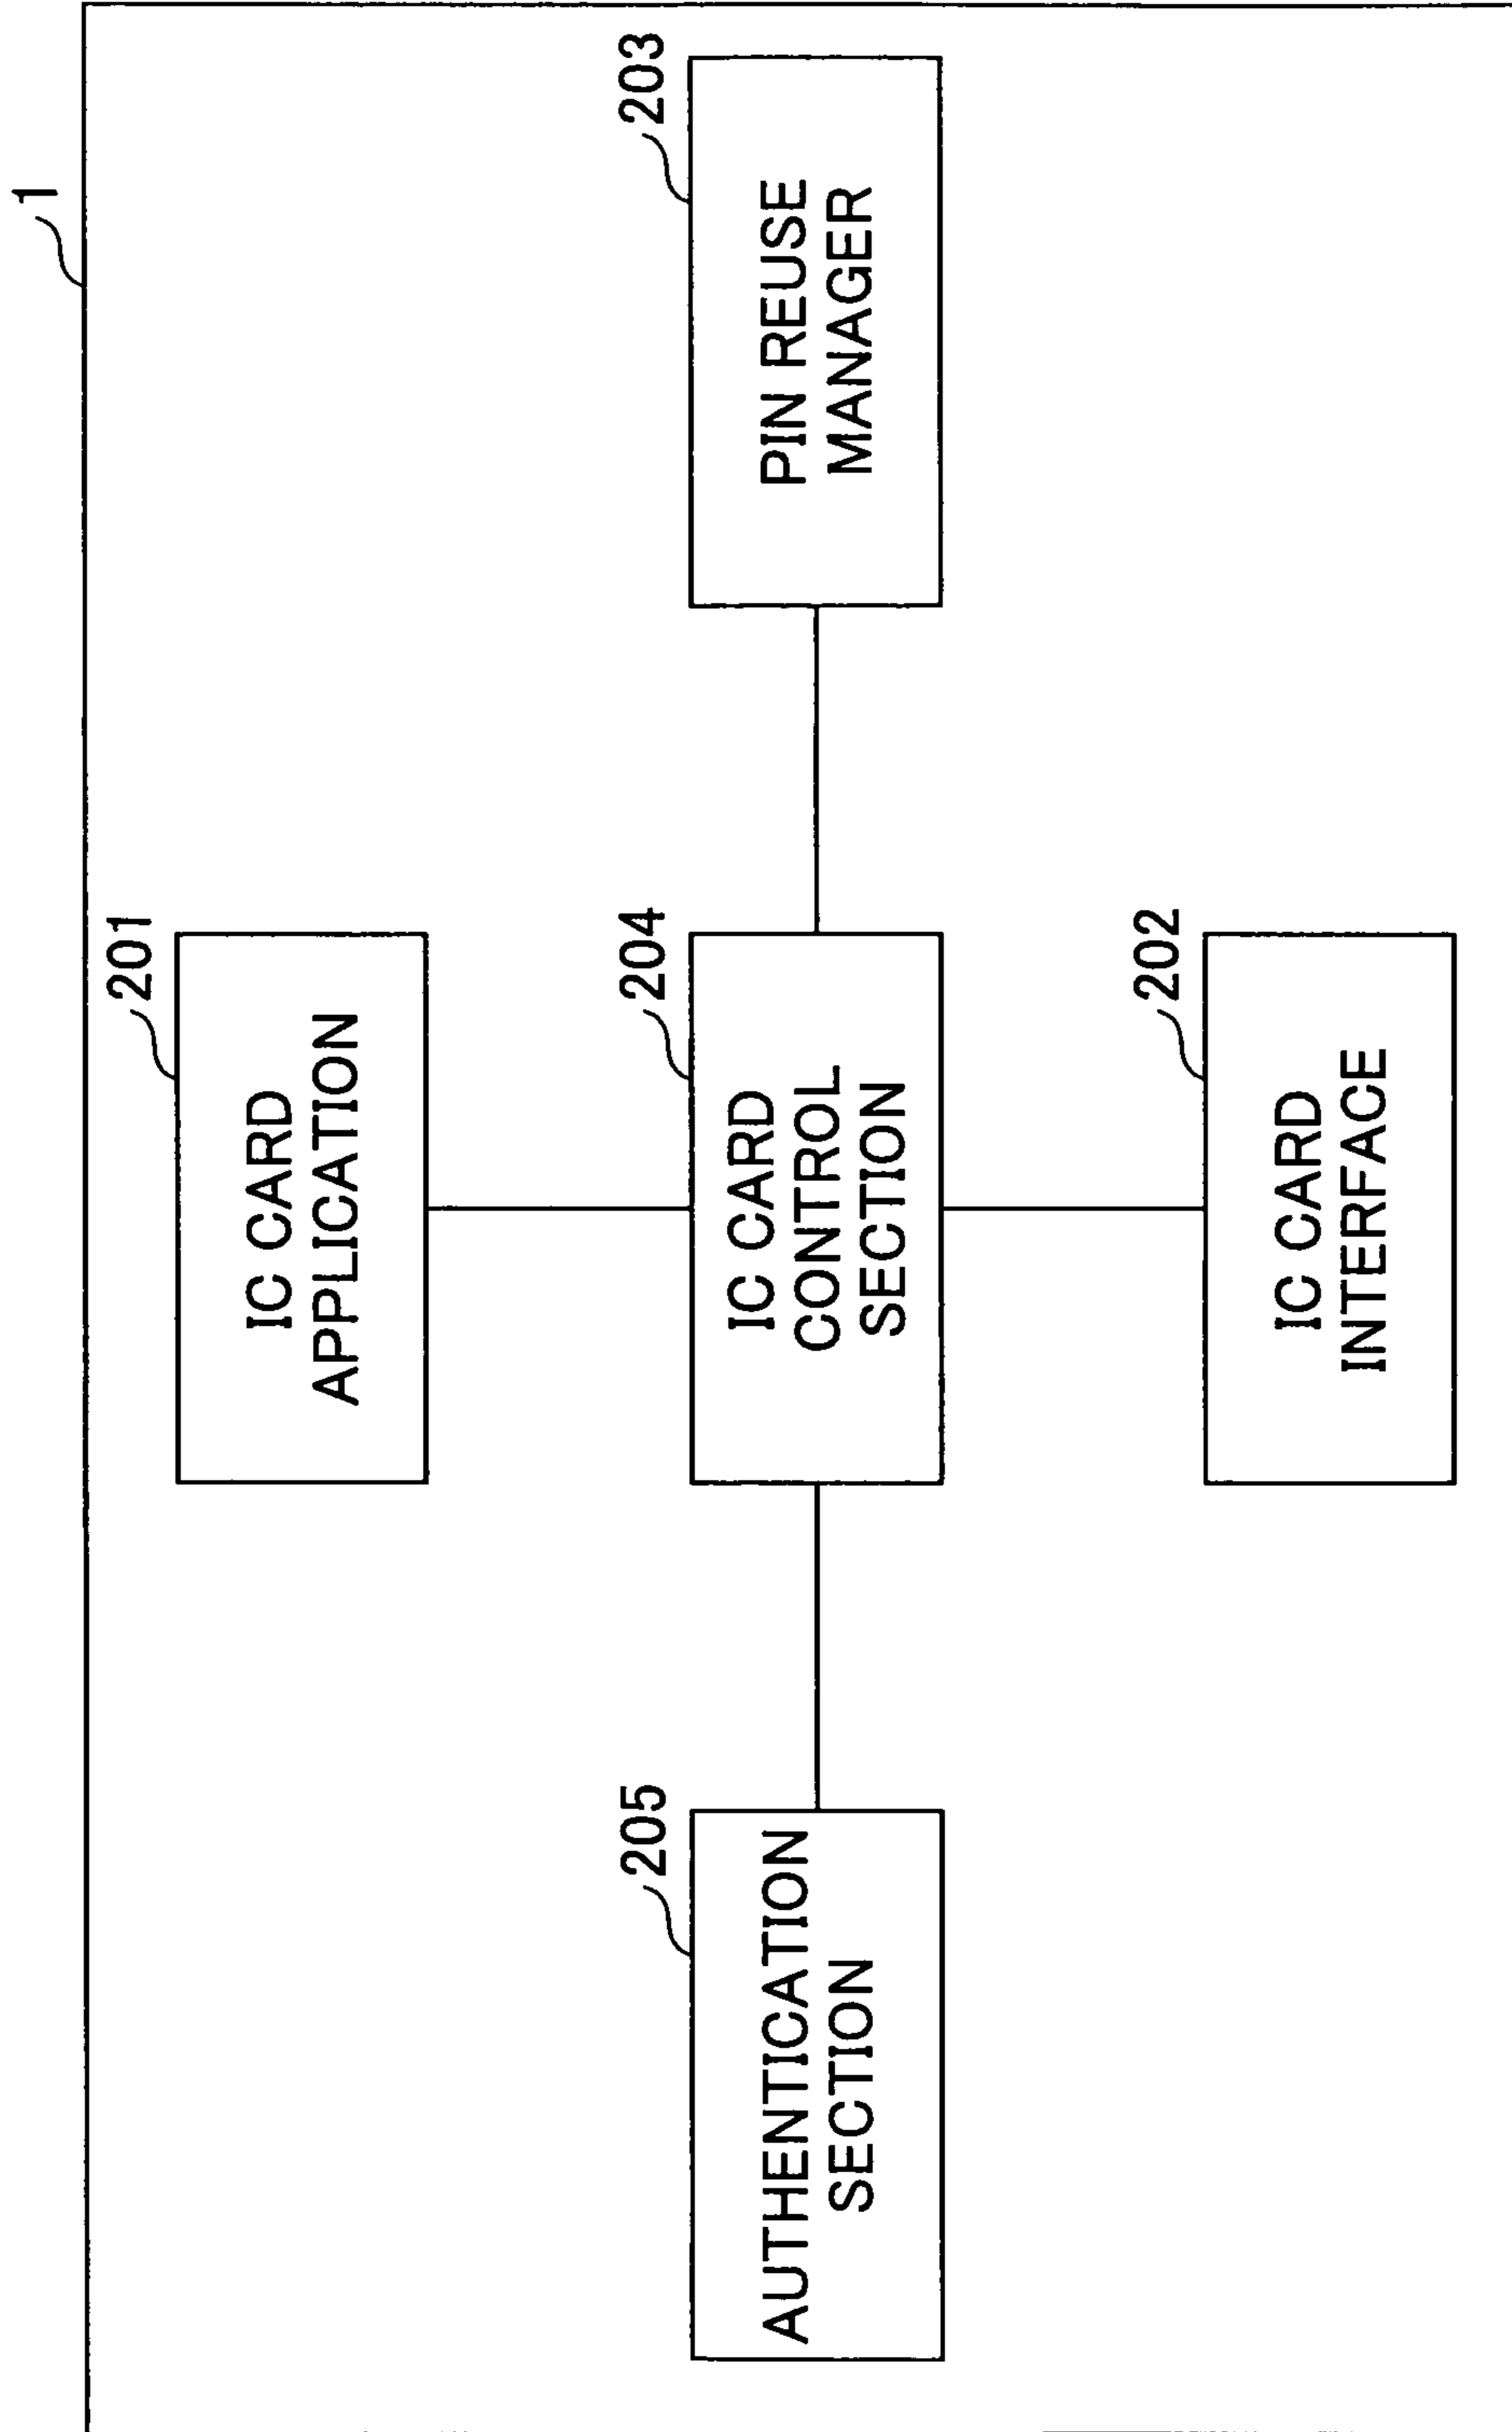 1
201
IC CARD
APPLICATION
205
AUTHENTICATION
SECTION
204
IC CARD
CONTROL
SECTION
203
PIN REUSE
MANAGER
202
IC CARD
INTERFACE